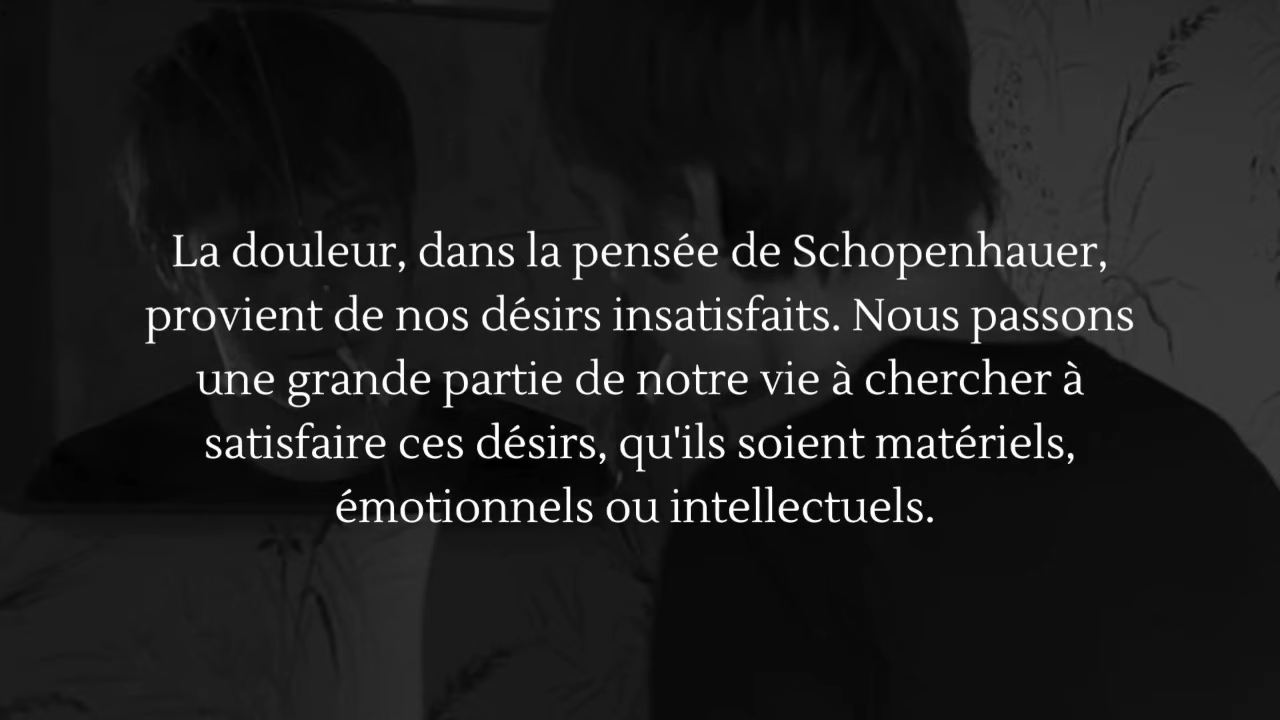 La douleur, dans la pensée de Schopenhauer,
provient de nos désirs insatisfaits. Nous passons
une grande partie de notre vie à chercher à
satisfaire ces désirs, qu'ils soient matériels,
émotionnels ou intellectuels.